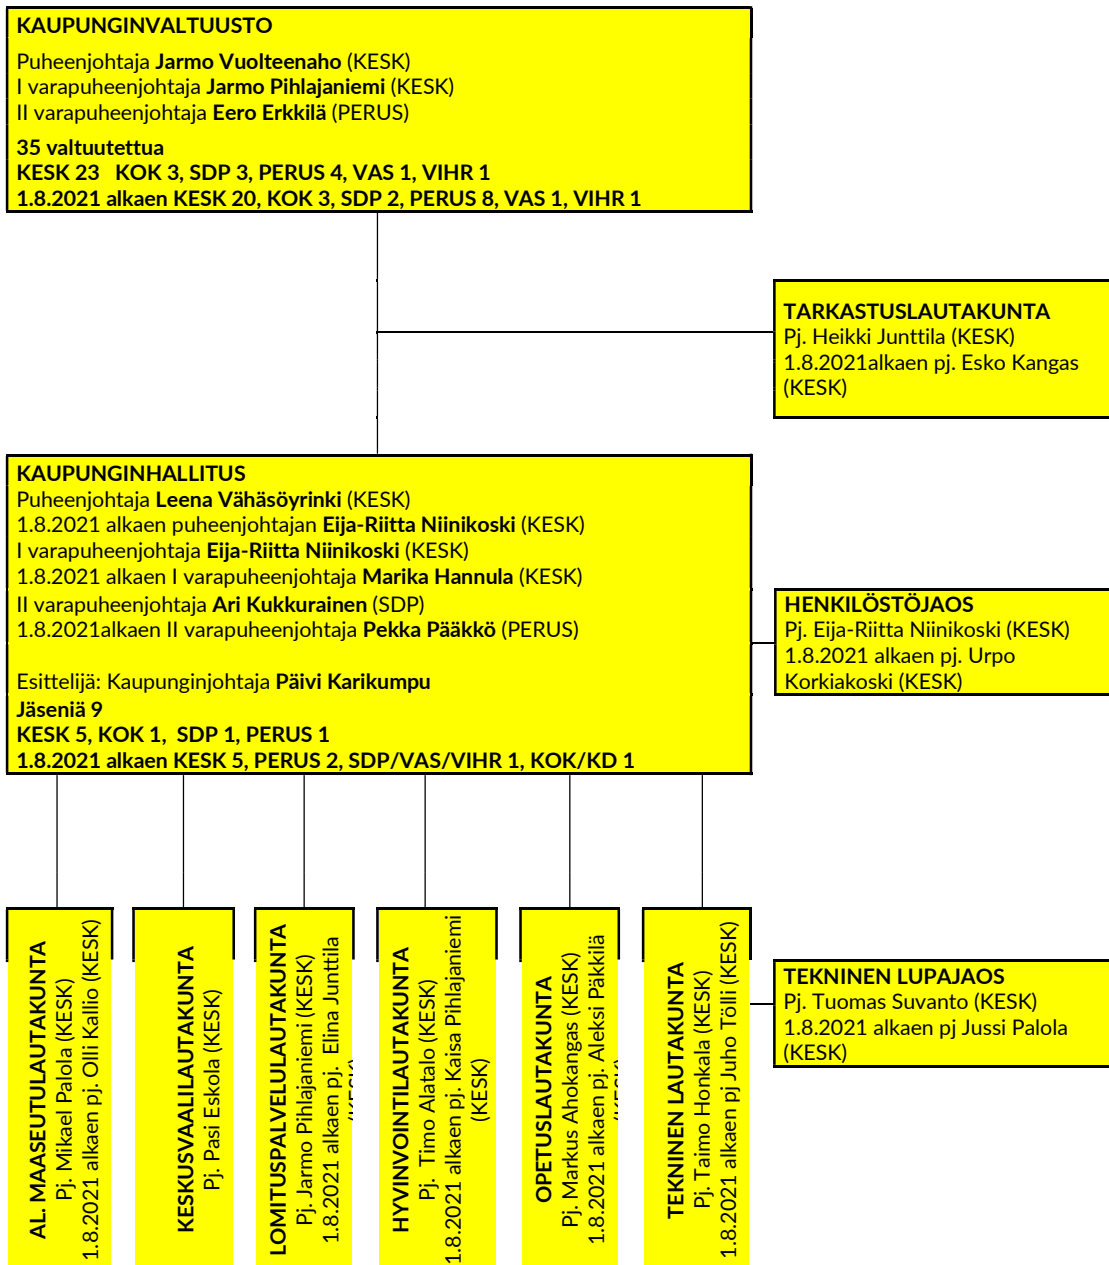 KAUPUNGINVALTUUSTO
Puheenjohtaja Jarmo Vuolteenaho (KESK)
I varapuheenjohtaja Jarmo Pihlajaniemi (KESK)
II varapuheenjohtaja Eero Erkkilä (PERUS)
35 valtuutettua
KESK 23 KOK 3, SDP 3, PERUS 4, VAS 1, VIHR 1
1.8.2021 alkaen KESK 20, KOK 3, SDP 2, PERUS 8, VAS 1, VIHR 1
TARKASTUSLAUTAKUNTA
Pj. Heikki Junttila (KESK)
1.8.2021alkaen pj. Esko Kangas
(KESK)
KAUPUNGINHALLITUS
Puheenjohtaja Leena Vähäsöyrinki (KESK)
1.8.2021 alkaen puheenjohtajan Eija-Riitta Niinikoski (KESK)
I varapuheenjohtaja Eija-Riitta Niinikoski (KESK)
1.8.2021 alkaen I varapuheenjohtaja Marika Hannula (KESK)
II varapuheenjohtaja Ari Kukkurainen (SDP)
1.8.2021alkaen II varapuheenjohtaja Pekka Pääkkö (PERUS)
Esittelijä: Kaupunginjohtaja Päivi Karikumpu
Jäseniä 9
KESK 5, KOK 1, SDP 1, PERUS 1
1.8.2021 alkaen KESK 5, PERUS 2, SDP/VAS/VIHR 1, KOK/KD 1
HENKILÖSTÖJAOS
Pj. Eija-Riitta Niinikoski (KESK)
1.8.2021 alkaen pj. Urpo
Korkiakoski (KESK)
AL. MAASEUTULAUTAKUNTA
Pj. Mikael Palola (KESK)
1.8.2021 alkaen pj. Olli Kallio (KESK)
KESKUSVAALILAUTAKUNTA
Pj. Pasi Eskola (KESK)
LOMITUSPALVELULAUTAKUNTA
Pj. Jarmo Pihlajaniemi (KESK)
1.8.2021 alkaen pj. Elina Junttila
(KESK)
HYVINVOINTILAUTAKUNTA
Pj. Timo Alatalo (KESK)
1.8.2021 alkaen pj. Kaisa Pihlajaniemi
(KESK)
OPETUSLAUTAKUNTA
Pj. Markus Ahokangas (KESK)
1.8.2021 alkaen pj. Aleksi Päkkilä
(KESK)
TEKNINEN LAUTAKUNTA
Pj. Taimo Honkala (KESK)
1.8.2021 alkaen pj Juho Tölli (KESK)
TEKNINEN LUPAJAOS
Pj. Tuomas Suvanto (KESK)
1.8.2021 alkaen pj Jussi Palola
(KESK)